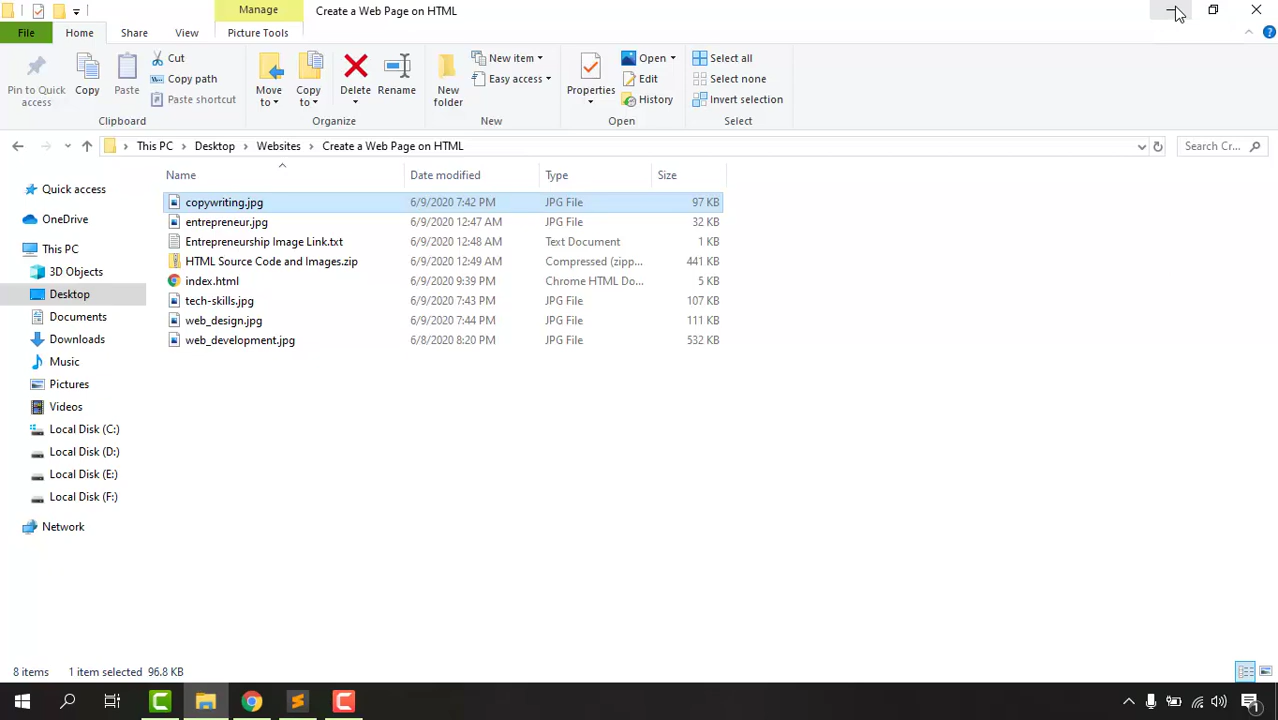 Manage
Create a Web Page on HTML
File
Home
Share
View
Picture Tools
Pin to Quick access
Copy
Paste
Cut
Copy path
Paste shortcut
Clipboard
Move to
Copy to
Delete
Rename
Organize
New folder
New item
Easy access
New
Properties
Open
Edit
History
Open
Select all
Select none
Invert selection
Select
This PC > Desktop > Websites > Create a Web Page on HTML
Search Cr...
Name Date modified Type Size
copywriting.jpg 6/9/2020 7:42 PM JPG File 97 KB
entrepreneur.jpg 6/9/2020 12:47 AM JPG File 32 KB
Entrepreneurship Image Link.txt 6/9/2020 12:48 AM Text Document 1 KB
HTML Source Code and Images.zip 6/9/2020 12:49 AM Compressed (zipp... 441 KB
index.html 6/9/2020 9:39 PM Chrome HTML Do... 5 KB
tech-skills.jpg 6/9/2020 7:43 PM JPG File 107 KB
web_design.jpg 6/9/2020 7:44 PM JPG File 111 KB
web_development.jpg 6/8/2020 8:20 PM JPG File 532 KB
Quick access
OneDrive
This PC
3D Objects
Desktop
Documents
Downloads
Music
Pictures
Videos
Local Disk (C:)
Local Disk (D:)
Local Disk (E:)
Local Disk (F:)
Network
8 items 1 item selected 96.8 KB
1